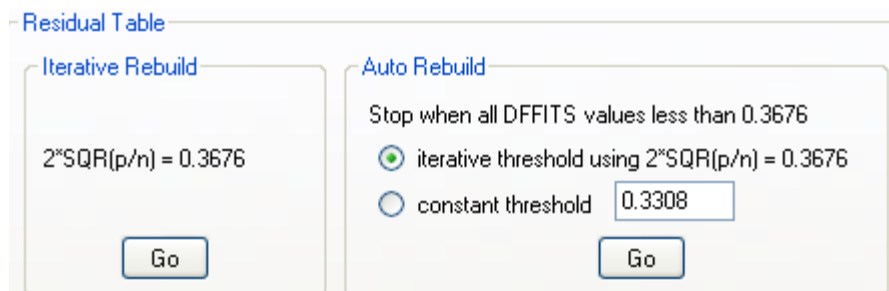 Residual Table
Iterative Rebuild
2*SQR(p/n) = 0.3676
Go
Auto Rebuild
Stop when all DFFITS values less than 0.3676
iterative threshold using 2*SQR(p/n) = 0.3676
constant threshold 0.3308
Go